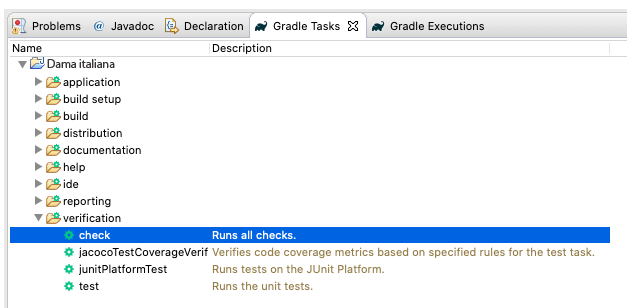 Problems @ Javadoc Declaration Gradle Tasks Gradle Executions
Name Description
Dama italiana
application
build setup
build
distribution
documentation
help
ide
reporting
verification
check Runs all checks.
jacocoTestCoverageVerif Verifies code coverage metrics based on specified rules for the test task.
junitPlatformTest Runs tests on the JUnit Platform.
test Runs the unit tests.